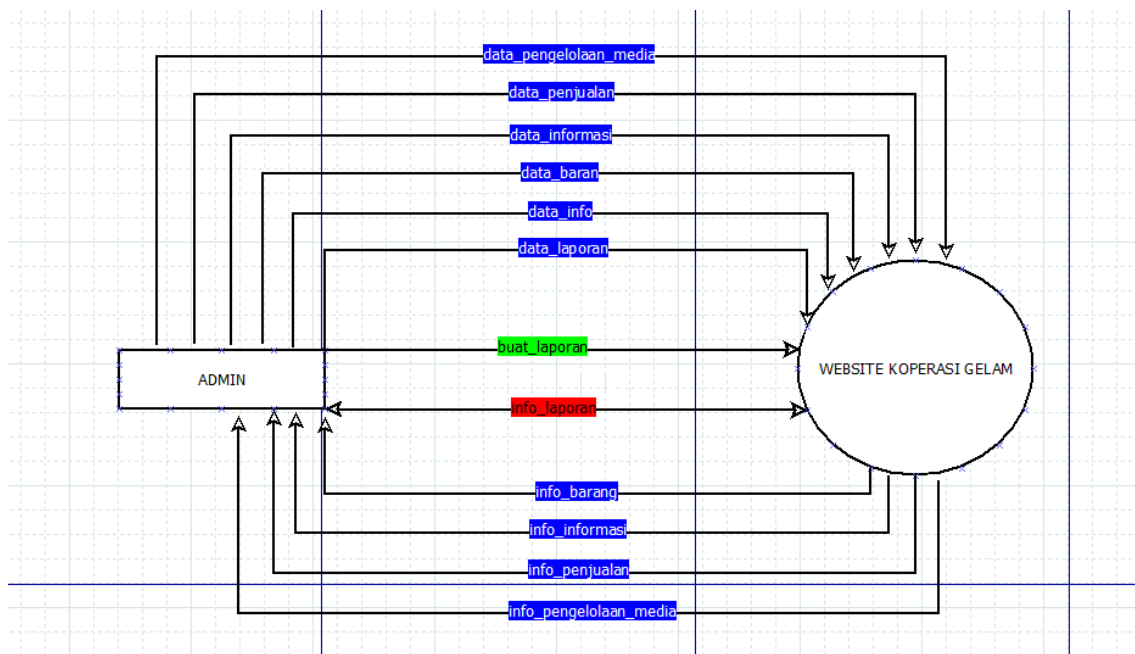 data_pengelolaan_media
data_penjualan
data_informasi
data_baran
data_info
data_laporan
buat_laporan
ADMIN
WEBSITE KOPERASI GELAM
info_laporan
info_barang
info_informasi
info_penjualan
info_pengelolaan_media